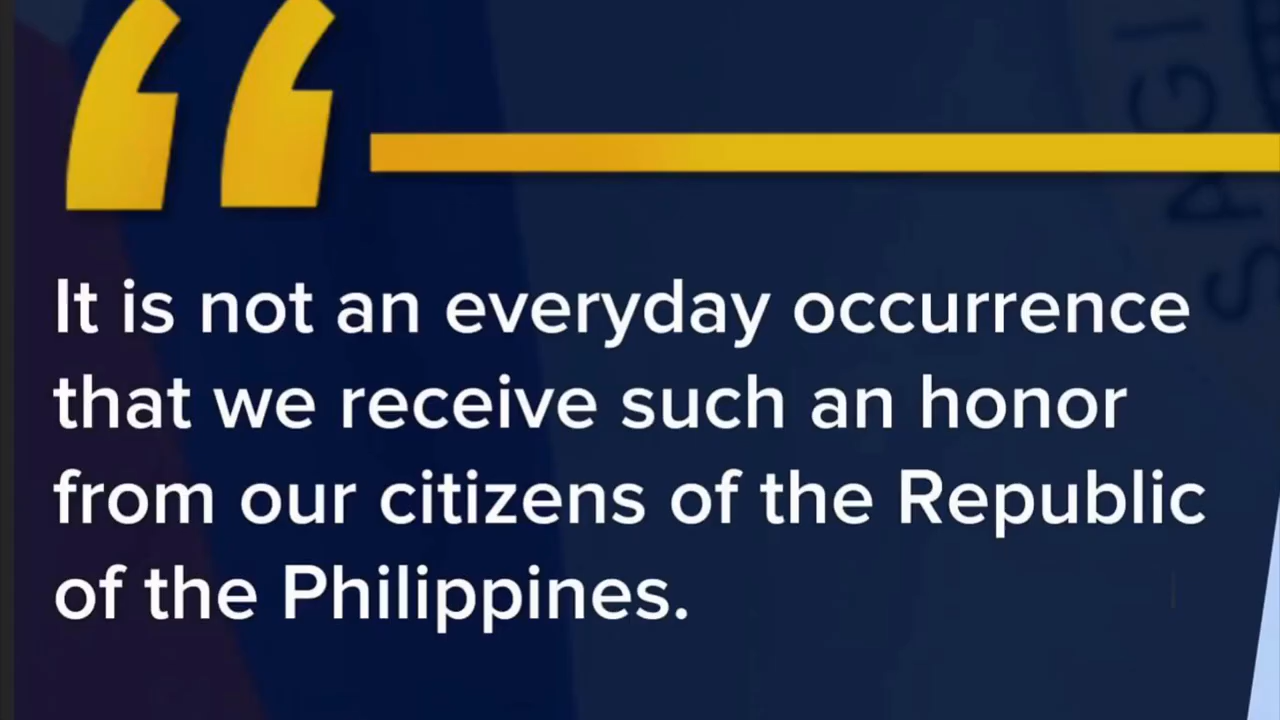 “
It is not an everyday occurrence
that we receive such an honor
from our citizens of the Republic
of the Philippines.